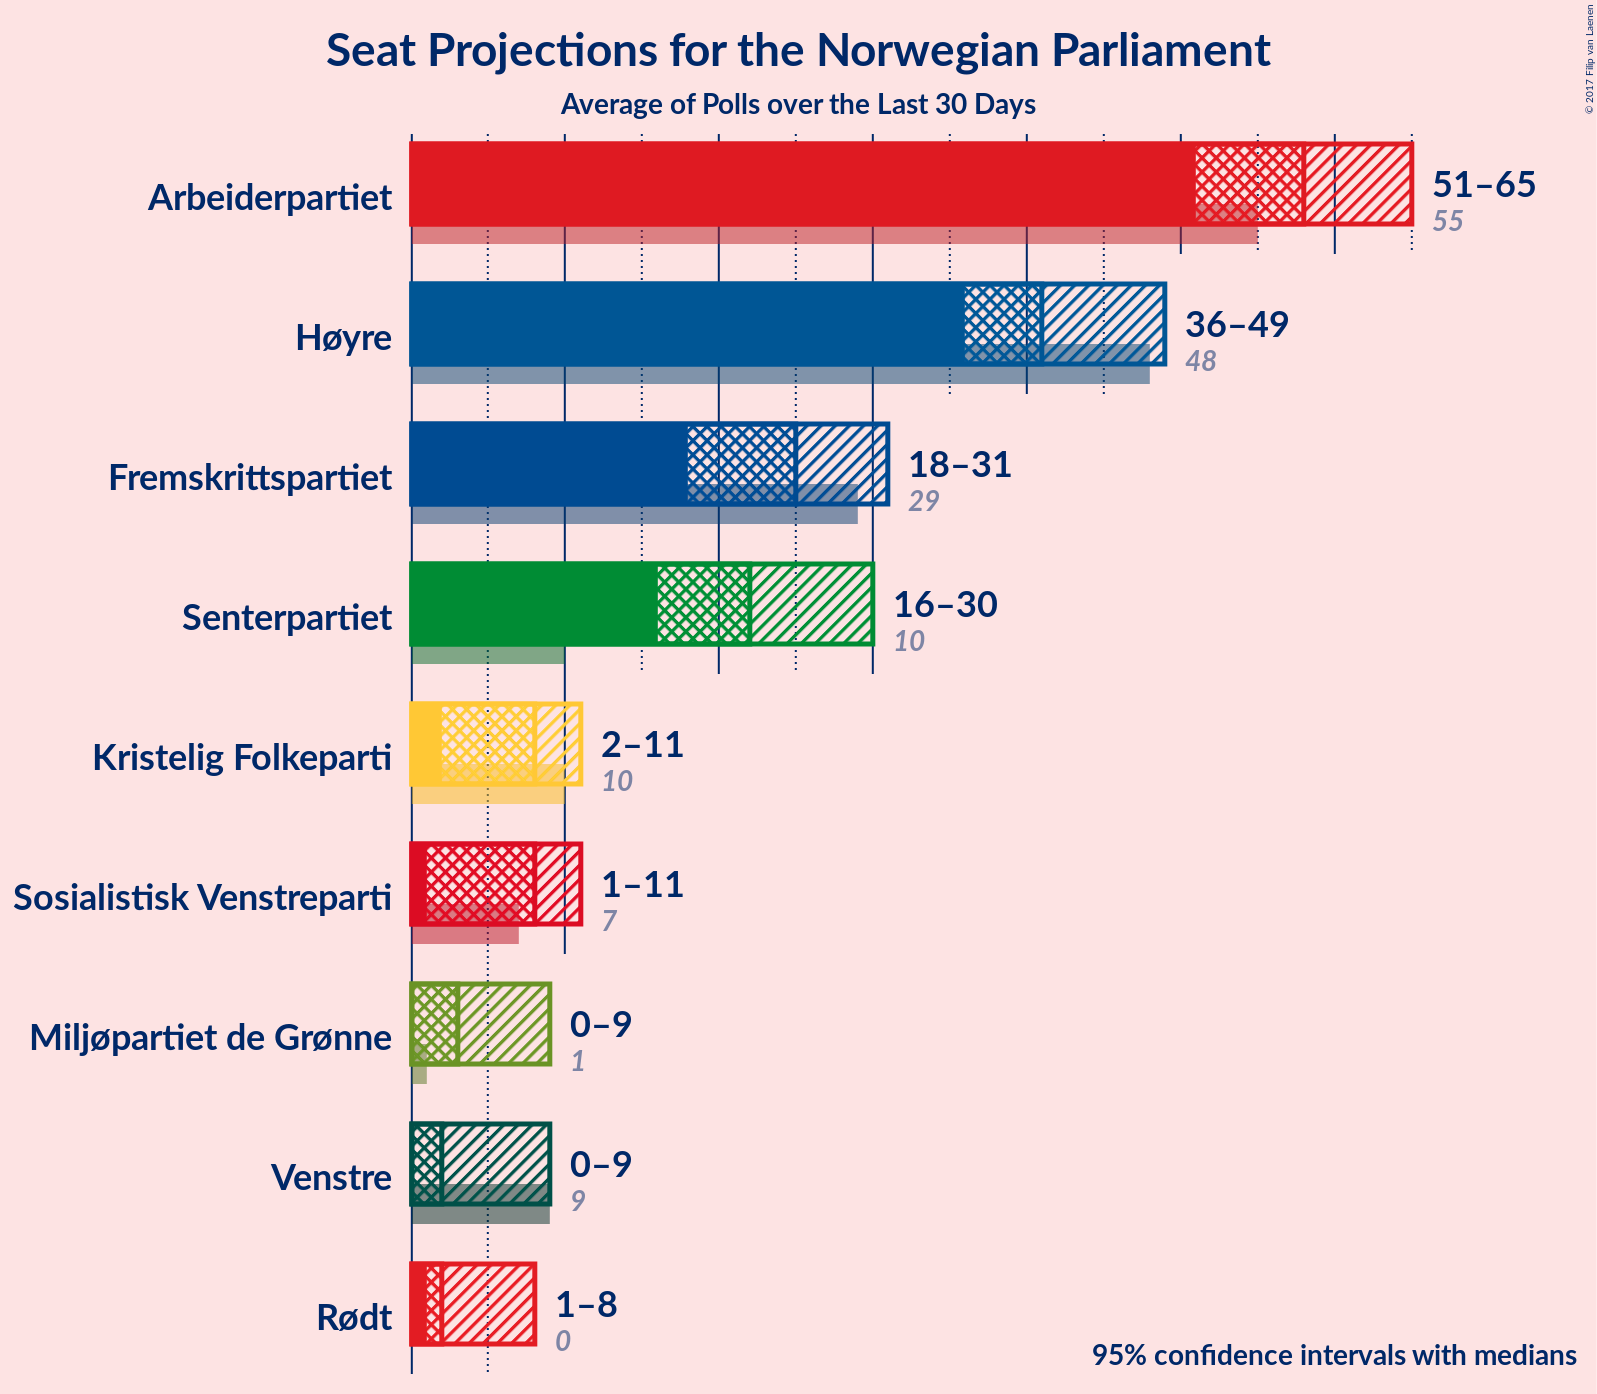 Seat Projections for the Norwegian Parliament
Average of Polls over the Last 30 Days
© 2017 Filip van Laenen
Arbeiderpartiet
51–65
55
Høyre
36–49
48
Fremskrittspartiet
18–31
29
Senterpartiet
16–30
10
Kristelig Folkeparti
2–11
10
Sosialistisk Venstreparti
1–11
7
Miljøpartiet de Grønne
0–9
1
Venstre
0–9
9
Rødt
1–8
0
95% confidence intervals with medians